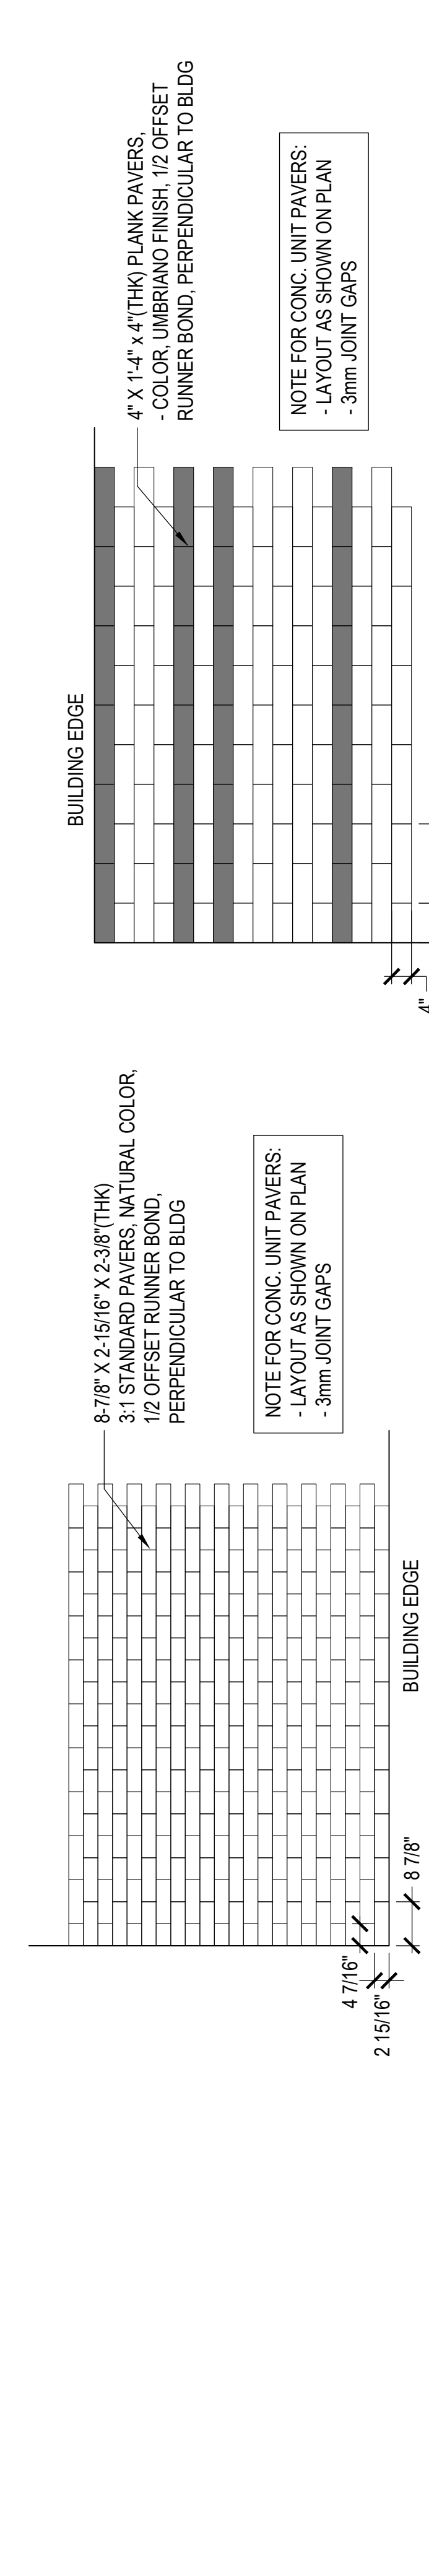 8-7/8" X 2-15/16" X 2-3/8"(THK)
3:1 STANDARD PAVERS, NATURAL COLOR,
1/2 OFFSET RUNNER BOND,
PERPENDICULAR TO BLDG
NOTE FOR CONC. UNIT PAVERS:
- LAYOUT AS SHOWN ON PLAN
- 3mm JOINT GAPS
4 7/16"
2 15/16"
8 7/8"
BUILDING EDGE
BUILDING EDGE
4" X 1'-4" x 4"(THK) PLANK PAVERS,
- COLOR, UMBRIANO FINISH, 1/2 OFFSET
RUNNER BOND, PERPENDICULAR TO BLDG
NOTE FOR CONC. UNIT PAVERS:
- LAYOUT AS SHOWN ON PLAN
- 3mm JOINT GAPS
4"